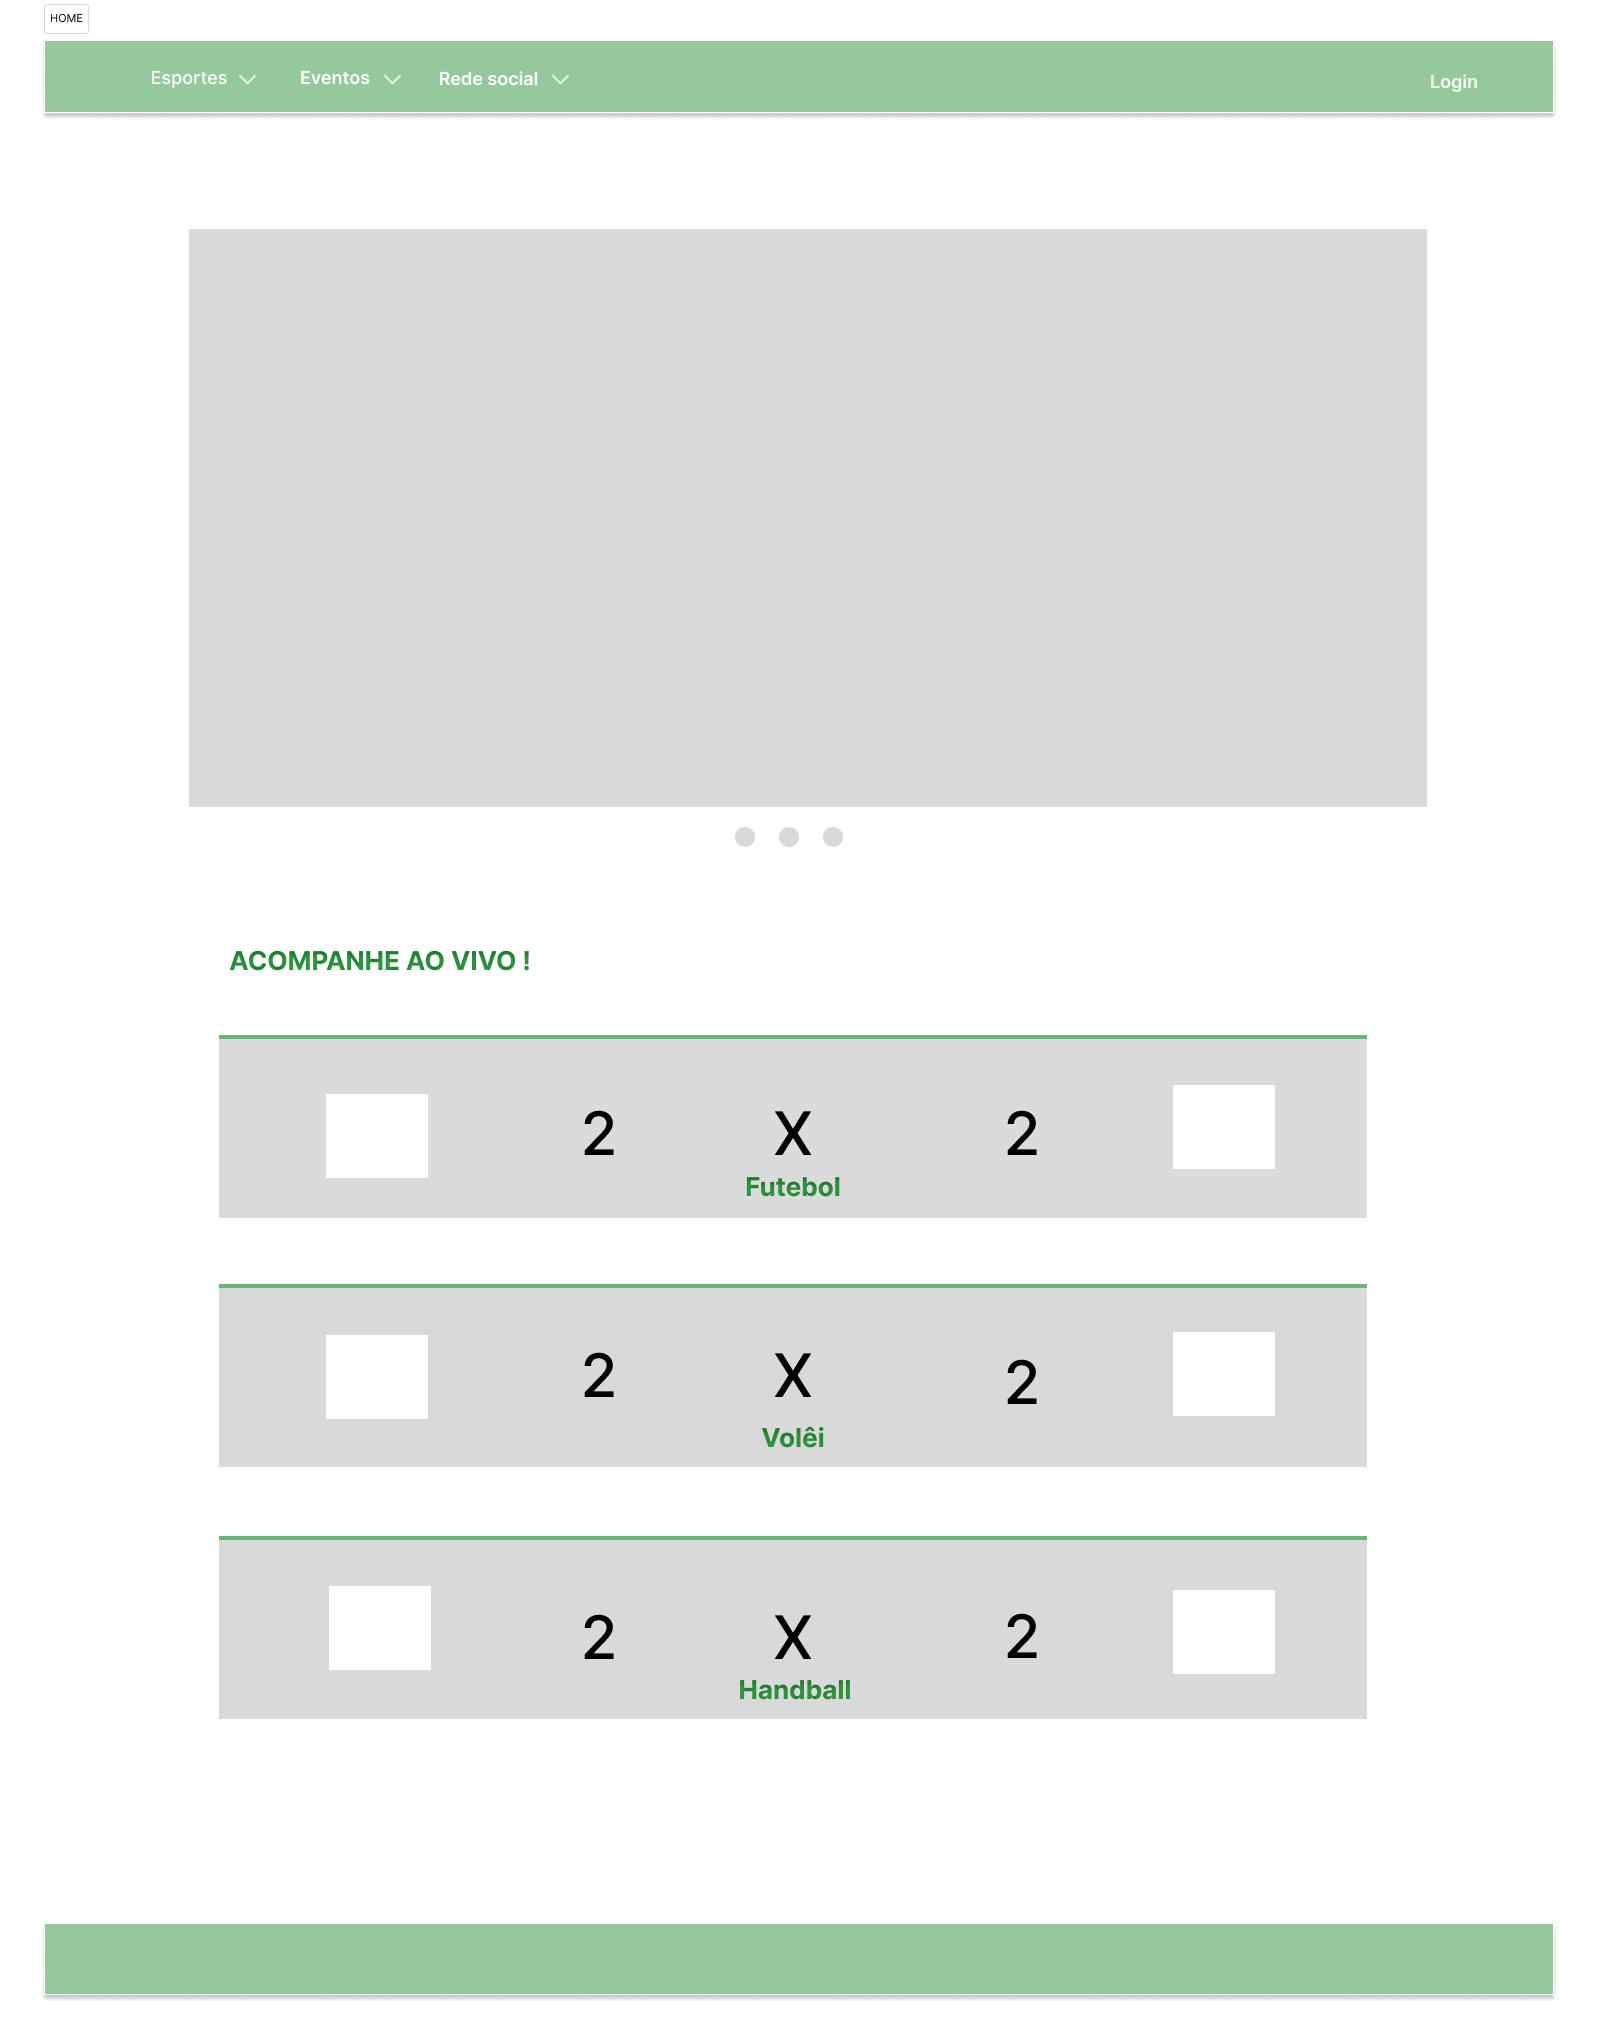 HOME
Esportes Eventos Rede social Login
ACOMPANHE AO VIVO !
2 X 2
Futebol
2 X 2
Volêi
2 X 2
Handball